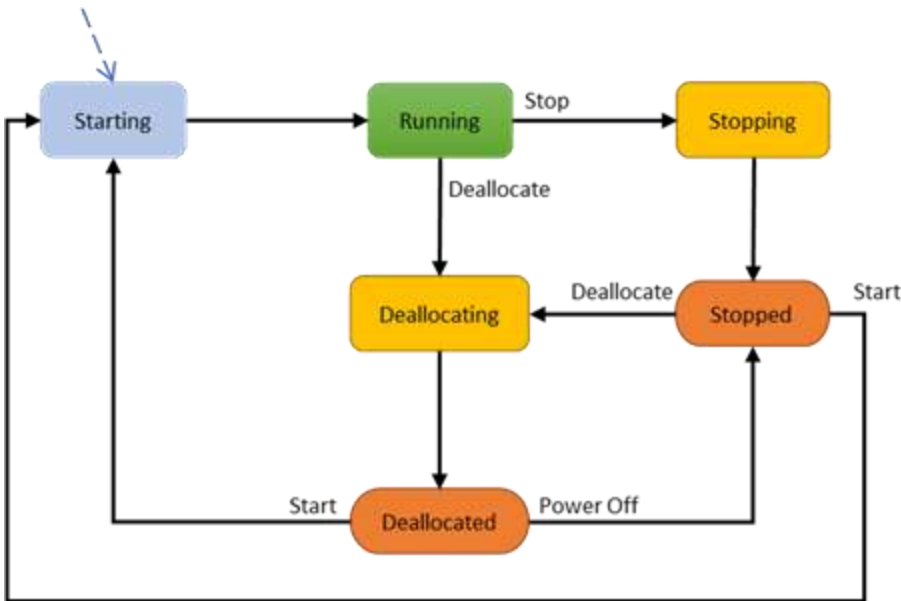 Starting
Running
Stop
Stopping
Deallocate
Deallocating
Deallocate
Stopped
Start
Start
Deallocated
Power Off